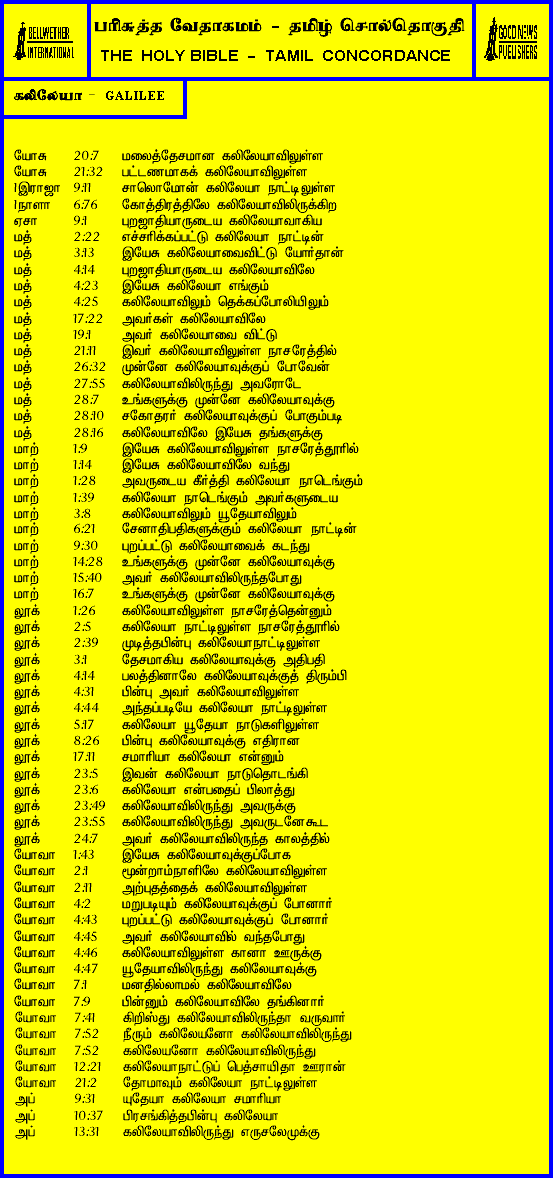 BELLWETHER
INTERNATIONAL
பரிசுத்த வேதாகமம் - தமிழ் சொல்தொகுதி
THE HOLY BIBLE - TAMIL CONCORDANCE
GOOD NEWS
PUBLISHERS
கலிலேயா - GALILEE
யோசு 20:7 மலைத்தேசமான கலிலேயாவிலுள்ள
யோசு 21:32 பட்டணமாகக் கலிலேயாவிலுள்ள
1இராஜா 9:11 சாலொமோன் கலிலேயா நாட்டிலுள்ள
1நாளா 6:76 கோத்திரத்திலே கலிலேயாவிலிருக்கிற
ஏசா 9:1 புறஜாதியாருடைய கலிலேயாவாகிய
மத் 2:22 எச்சரிக்கப்பட்டு கலிலேயா நாட்டின்
மத் 3:13 இயேசு கலிலேயாவைவிட்டு யோர்தான்
மத் 4:14 புறஜாதியாருடைய கலிலேயாவிலே
மத் 4:23 இயேசு கலிலேயா எங்கும்
மத் 4:25 கலிலேயாவிலும் தெக்கப்போலியிலும்
மத் 17:22 அவர்கள் கலிலேயாவிலே
மத் 19:1 அவர் கலிலேயாவை விட்டு
மத் 21:11 இவர் கலிலேயாவிலுள்ள நாசரேத்தில்
மத் 26:32 முன்னே கலிலேயாவுக்குப் போவேன்
மத் 27:55 கலிலேயாவிலிருந்து அவரோடே
மத் 28:7 உங்களுக்கு முன்னே கலிலேயாவுக்கு
மத் 28:10 சகோதரர் கலிலேயாவுக்குப் போகும்படி
மத் 28:16 கலிலேயாவிலே இயேசு தங்களுக்கு
மாற் 1:9 இயேசு கலிலேயாவிலுள்ள நாசரேத்தூரில்
மாற் 1:14 இயேசு கலிலேயாவிலே வந்து
மாற் 1:28 அவருடைய கீர்த்தி கலிலேயா நாடெங்கும்
மாற் 1:39 கலிலேயா நாடெங்கும் அவர்களுடைய
மாற் 3:8 கலிலேயாவிலும் யூதேயாவிலும்
மாற் 6:21 சேனாதிபதிகளுக்கும் கலிலேயா நாட்டின்
மாற் 9:30 புறப்பட்டு கலிலேயாவைக் கடந்து
மாற் 14:28 உங்களுக்கு முன்னே கலிலேயாவுக்கு
மாற் 15:40 அவர் கலிலேயாவிலிருந்தபோது
மாற் 16:7 உங்களுக்கு முன்னே கலிலேயாவுக்கு
லூக் 1:26 கலிலேயாவிலுள்ள நாசரேத்தென்னும்
லூக் 2:5 கலிலேயா நாட்டிலுள்ள நாசரேத்தூரில்
லூக் 2:39 முடித்தபின்பு கலிலேயாநாட்டிலுள்ள
லூக் 3:1 தேசமாகிய கலிலேயாவுக்கு அதிபதி
லூக் 4:14 பலத்தினாலே கலிலேயாவுக்குத் திரும்பி
லூக் 4:31 பின்பு அவர் கலிலேயாவிலுள்ள
லூக் 4:44 அந்தப்படியே கலிலேயா நாட்டிலுள்ள
லூக் 5:17 கலிலேயா யூதேயா நாடுகளிலுள்ள
லூக் 8:26 பின்பு கலிலேயாவுக்கு எதிரான
லூக் 17:11 சமாரியா கலிலேயா என்னும்
லூக் 23:5 இவன் கலிலேயா நாடுதொடங்கி
லூக் 23:6 கலிலேயா என்பதைப் பிலாத்து
லூக் 23:49 கலிலேயாவிலிருந்து அவருக்கு
லூக் 23:55 கலிலேயாவிலிருந்து அவருடனேகூட
லூக் 24:7 அவர் கலிலேயாவிலிருந்த காலத்தில்
யோவா 1:43 இயேசு கலிலேயாவுக்குப்போக
யோவா 2:1 மூன்றாம்நாளிலே கலிலேயாவிலுள்ள
யோவா 2:11 அற்புதத்தைக் கலிலேயாவிலுள்ள
யோவா 4:2 மறுபடியும் கலிலேயாவுக்குப் போனார்
யோவா 4:43 புறப்பட்டு கலிலேயாவுக்குப் போனார்
யோவா 4:45 அவர் கலிலேயாவில் வந்தபோது
யோவா 4:46 கலிலேயாவிலுள்ள கானா ஊருக்கு
யோவா 4:47 யூதேயாவிலிருந்து கலிலேயாவுக்கு
யோவா 7:1 மனதில்லாமல் கலிலேயாவிலே
யோவா 7:9 பின்னும் கலிலேயாவிலே தங்கினார்
யோவா 7:41 கிறிஸ்து கலிலேயாவிலிருந்தா வருவார்
யோவா 7:52 நீரும் கலிலேயனோ கலிலேயாவிலிருந்து
யோவா 7:52 கலிலேயனோ கலிலேயாவிலிருந்து
யோவா 12:21 கலிலேயாநாட்டுப் பெத்சாயிதா ஊரான்
யோவா 21:2 தோமாவும் கலிலேயா நாட்டிலுள்ள
அப் 9:31 யுதேயா கலிலேயா சமாரியா
அப் 10:37 பிரசங்கித்தபின்பு கலிலேயா
அப் 13:31 கலிலேயாவிலிருந்து எருசலேமுக்கு